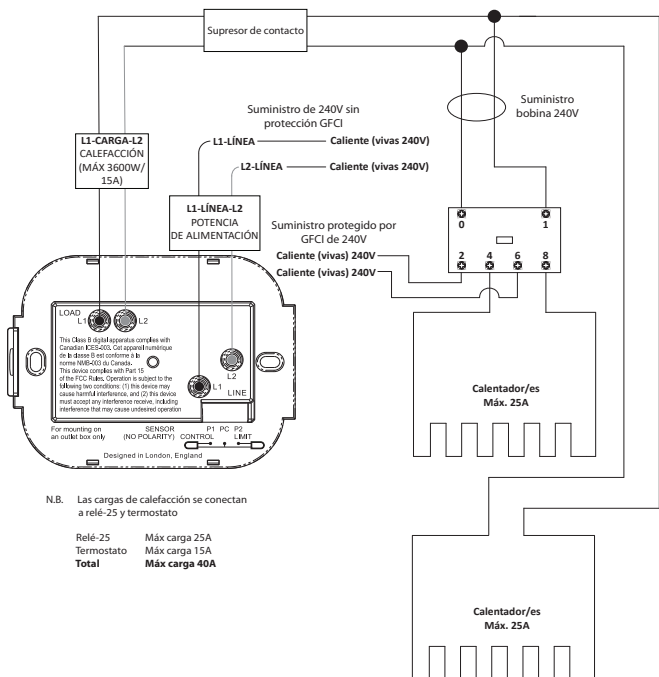 Supresor de contacto
Suministro de 240V sin
protección GFCI
L1-LÍNEA
Caliente (vivas 240V)
L2-LÍNEA
Caliente (vivas 240V)
Suministro
bobina 240V
L1-CARGA-L2
CALEFACCIÓN
(MÁX 3600W/
15A)
L1-LÍNEA-L2
POTENCIA
DE ALIMENTACIÓN
Suministro protegido por
GFCI de 240V
Caliente (vivas) 240V
Caliente (vivas) 240V
0 1
2 4 6 8
LOAD
L1 L2
This Class B digital apparatus complies with
Canadian ICES-003. Cet appareil numérique
de la classe B est conforme à la
norme NMB-003 du Canada.
This device complies with Part 15
of the FCC Rules. Operation is subject to the
following two conditions: (1) this device may
cause harmful interference, and (2) this device
must accept any interference receive, including
interference that may cause undesired operation
L2
L1
LINE
For mounting on
an outlet box only
SENSOR
(NO POLARITY)
P1 PC P2
CONTROL LIMIT
Designed in London, England
Calentador/es
Máx. 25A
N.B. Las cargas de calefacción se conectan
a relé-25 y termostato
Relé-25 Máx carga 25A
Termostato Máx carga 15A
Total Máx carga 40A
Calentador/es
Máx. 25A